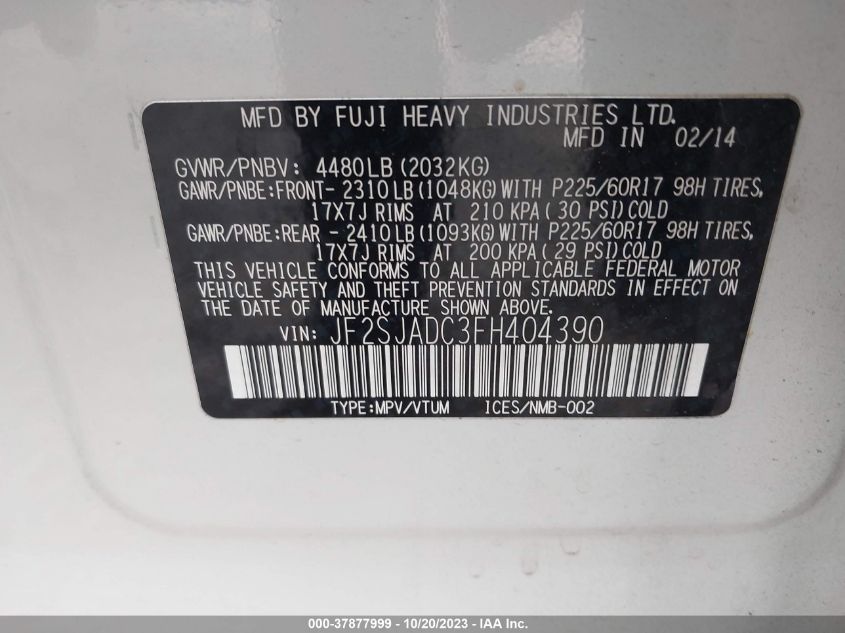 MFD BY FUJI HEAVY INDUSTRIES LTD.
MFD IN 02/14
GVWR/PNBV: 4480LB (2032KG)
GAWR/PNBE:FRONT- 2310LB (1048KG) WITH P225/60R17 98H TIRES,
17X7J RIMS AT 210 KPA ( 30 PSI) COLD
GAWR/PNBE:REAR - 2410LB (1093KG) WITH P225/60R17 98H TIRES,
17X7J RIMS AT 200 KPA ( 29 PSI) COLD
THIS VEHICLE CONFORMS TO ALL APPLICABLE FEDERAL MOTOR
VEHICLE SAFETY AND THEFT PREVENTION STANDARDS IN EFFECT ON
THE DATE OF MANUFACTURE SHOWN ABOVE.
VIN: JF2SJADC3FH404390
TYPE:MPV/VTUM ICES/NMB-002
000-37877999 - 10/20/2023 - IAA Inc.